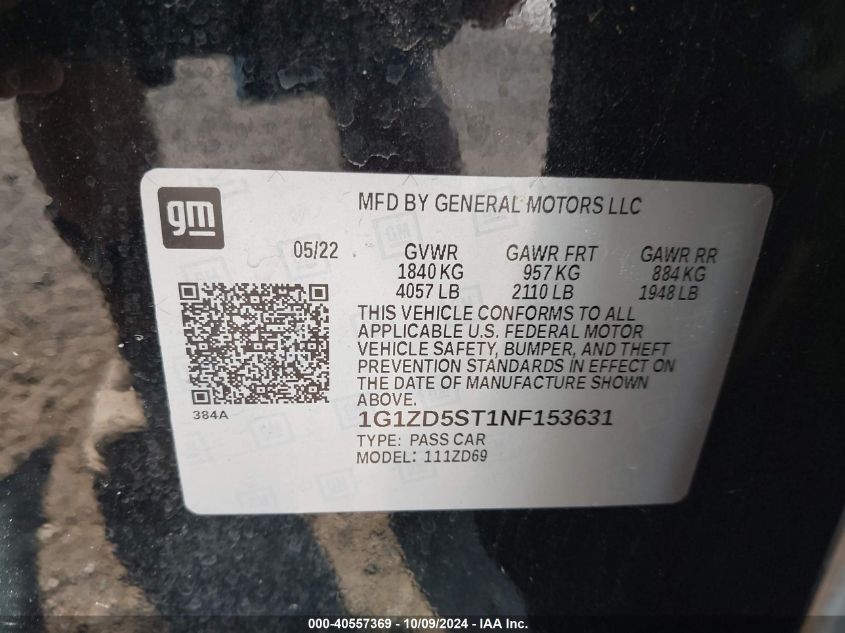 gm
MFD BY GENERAL MOTORS LLC
05/22 GVWR GAWR FRT GAWR RR
1840 KG 957 KG 884 KG
4057 LB 2110 LB 1948 LB
THIS VEHICLE CONFORMS TO ALL
APPLICABLE U.S. FEDERAL MOTOR
VEHICLE SAFETY, BUMPER, AND THEFT
PREVENTION STANDARDS IN EFFECT ON
THE DATE OF MANUFACTURE SHOWN
ABOVE.
384A
1G1ZD5ST1NF153631
TYPE: PASS CAR
MODEL: 111ZD69
000-40557369 - 10/09/2024 - IAA Inc.